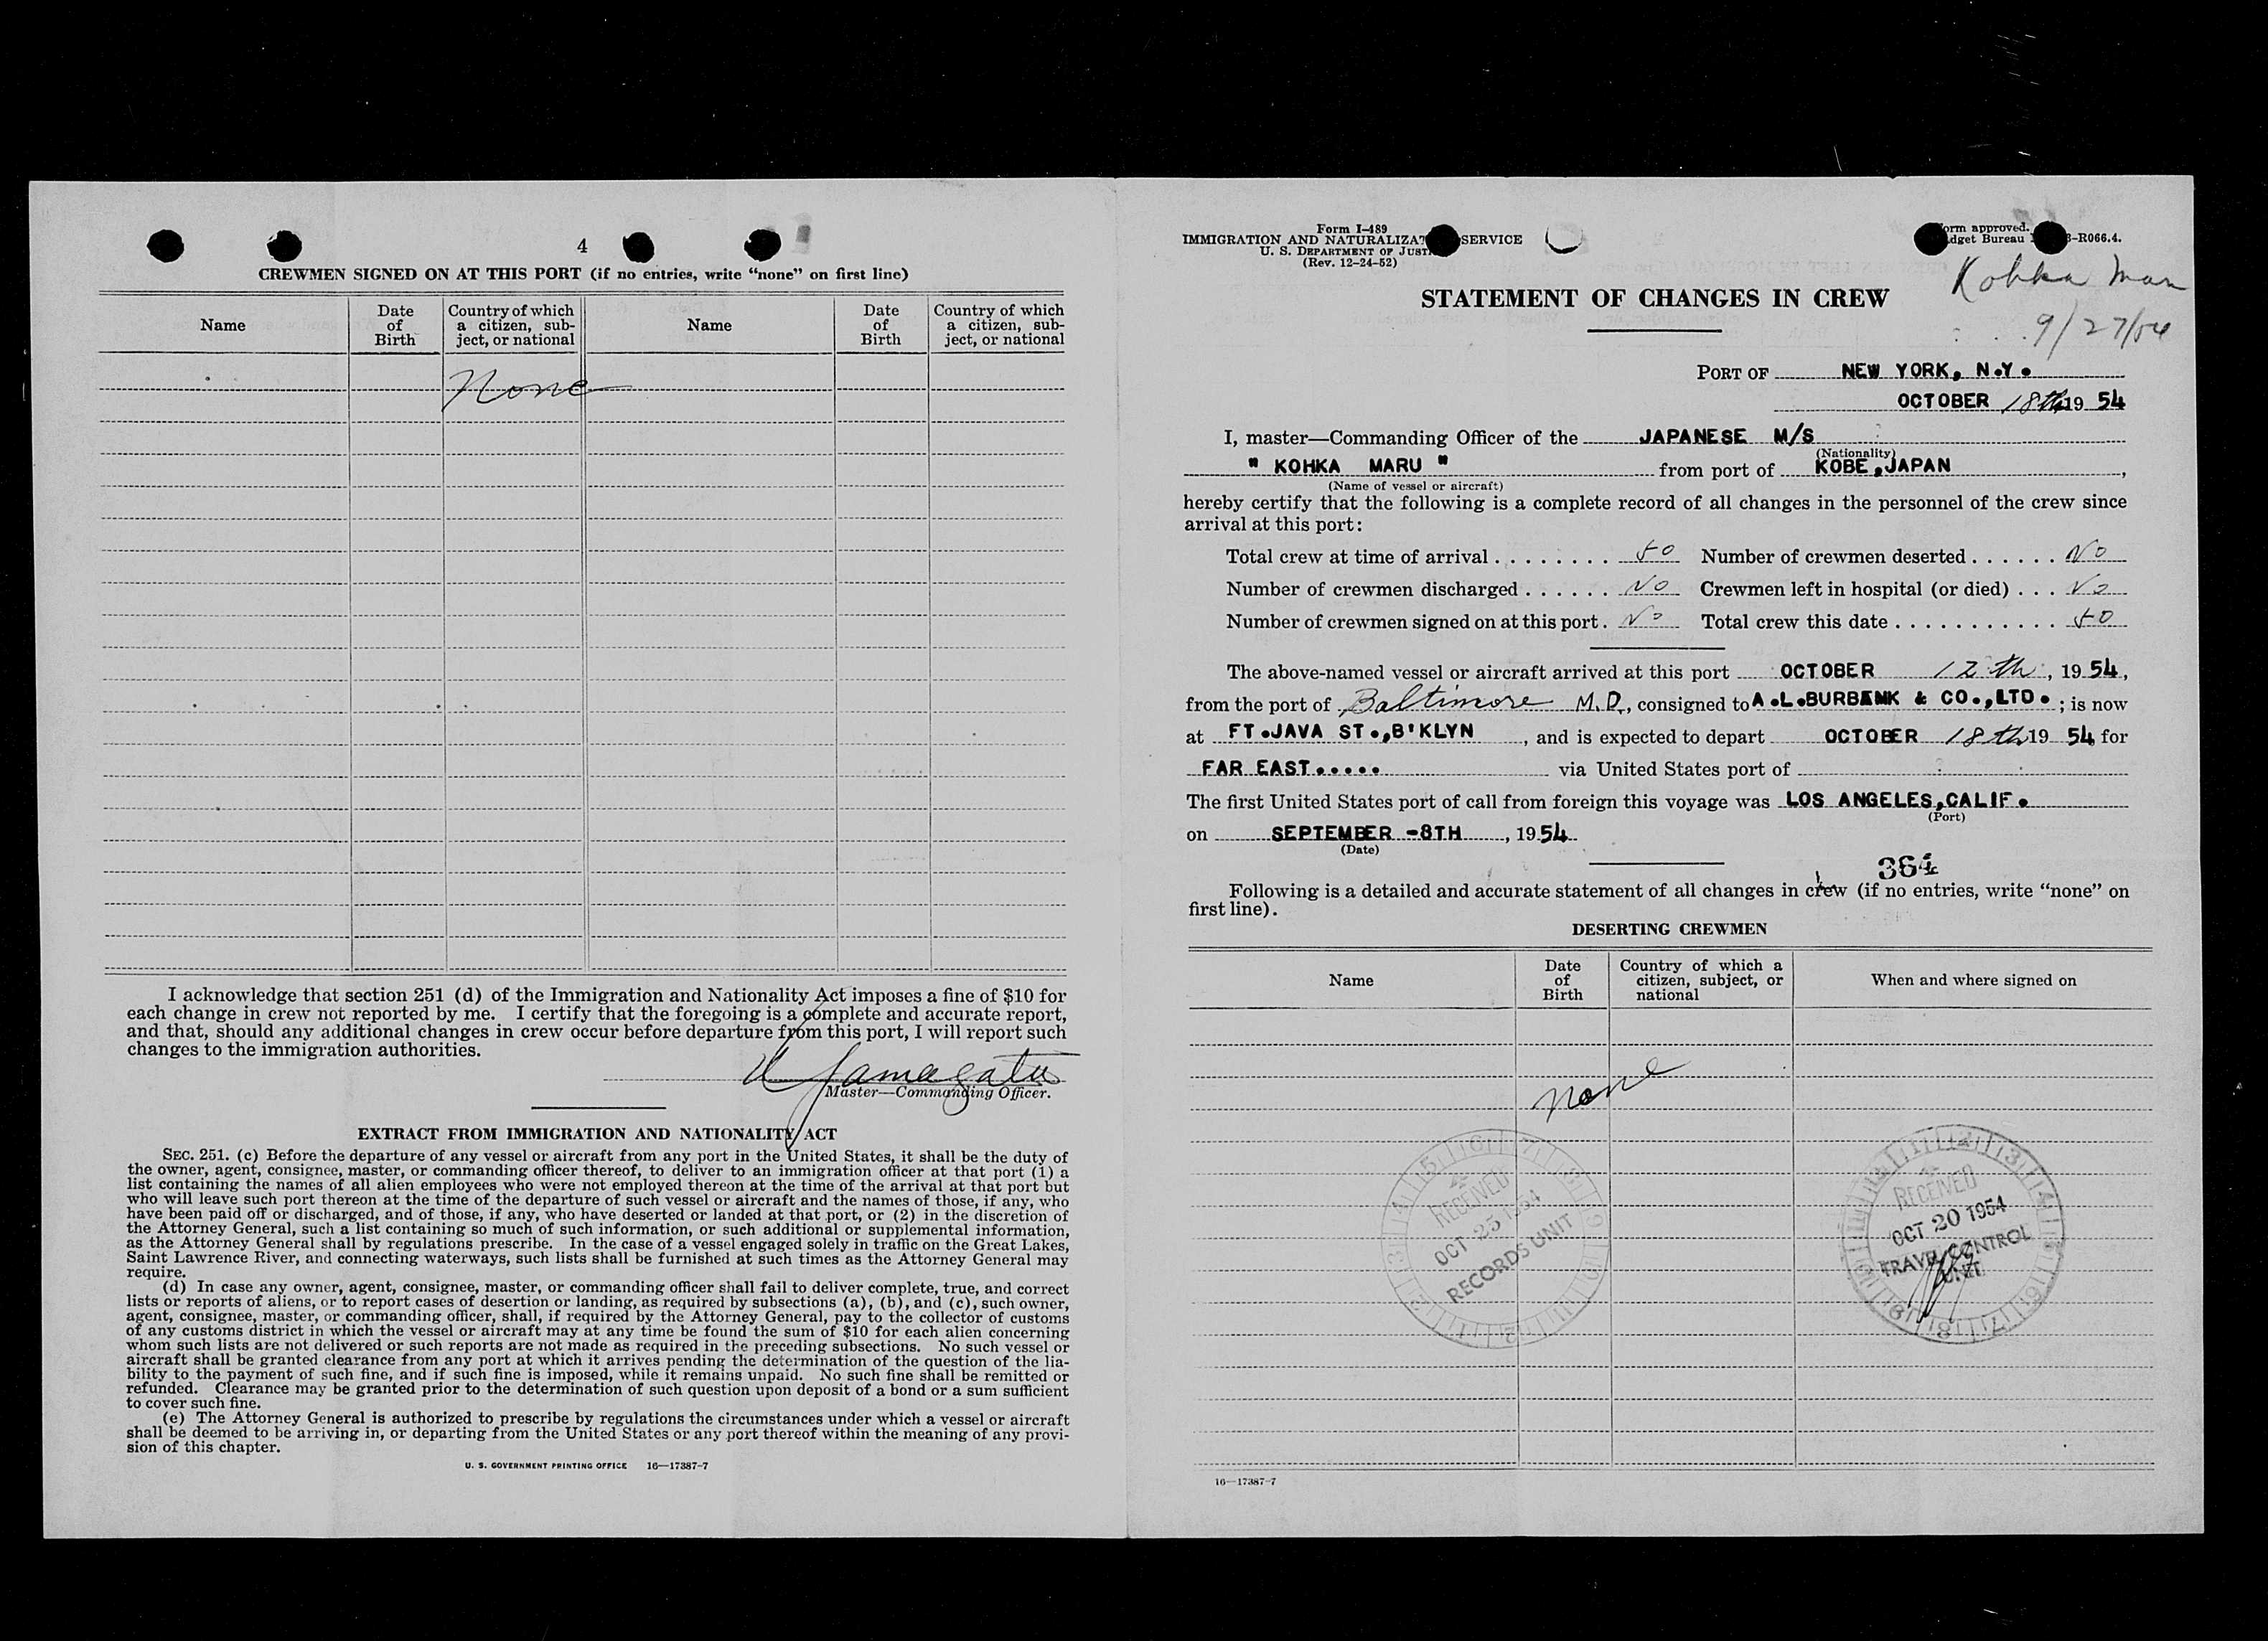 4
CREWMEN SIGNED ON AT THIS PORT (if no entries, write “none” on first line)
Name
Date of Birth
Country of which a citizen, sub-ject, or national
Name
Date of Birth
Country of which a citizen, sub-ject, or national
None
I acknowledge that section 251 (d) of the Immigration and Nationality Act imposes a fine of $10 for
each change in crew not reported by me. I certify that the foregoing is a complete and accurate report,
and that, should any additional changes in crew occur before departure from this port, I will report such
changes to the immigration authorities.
Yamagata
Master—Commanding Officer.
EXTRACT FROM IMMIGRATION AND NATIONALITY ACT
SEC. 251. (c) Before the departure of any vessel or aircraft from any port in the United States, it shall be the duty of
the owner, agent, consignee, master, or commanding officer thereof, to deliver to an immigration officer at that port (1) a
list containing the names of all alien employees who were not employed thereon at the time of the arrival at that port but
who will leave such port thereon at the time of the departure of such vessel or aircraft and the names of those, if any, who
have been paid off or discharged, and of those, if any, who have deserted or landed at that port, or (2) in the discretion of
the Attorney General, such a list containing so much of such information, or such additional or supplemental information,
as the Attorney General shall by regulations prescribe. In the case of a vessel engaged solely in traffic on the Great Lakes,
Saint Lawrence River, and connecting waterways, such lists shall be furnished at such times as the Attorney General may
require.
(d) In case any owner, agent, consignee, master, or commanding officer shall fail to deliver complete, true, and correct
lists or reports of aliens, or to report cases of desertion or landing, as required by subsections (a), (b), and (c), such owner,
agent, consignee, master, or commanding officer, shall, if required by the Attorney General, pay to the collector of customs
of any customs district in which the vessel or aircraft may at any time be found the sum of $10 for each alien concerning
whom such lists are not delivered or such reports are not made as required in the preceding subsections. No such vessel or
aircraft shall be granted clearance from any port at which it arrives pending the determination of the question of the lia-
bility to the payment of such fine, and if such fine is imposed, while it remains unpaid. No such fine shall be remitted or
refunded. Clearance may be granted prior to the determination of such question upon deposit of a bond or a sum sufficient
to cover such fine.
(e) The Attorney General is authorized to prescribe by regulations the circumstances under which a vessel or aircraft
shall be deemed to be arriving in, or departing from the United States or any port thereof within the meaning of any provi-
sion of this chapter.
U. S. GOVERNMENT PRINTING OFFICE 16—17387-7
Form I-489
IMMIGRATION AND NATURALIZAT SERVICE
U. S. DEPARTMENT OF JUST
(Rev. 12-24-52)
orm approved.
dget Bureau -R066.4.
Kohka Maru
9/27/54
STATEMENT OF CHANGES IN CREW
PORT OF NEW YORK, N.Y.
OCTOBER 18th 19 54
I, master—Commanding Officer of the JAPANESE M/S
(Nationality)
" KOHKA MARU " from port of KOBE, JAPAN ,
(Name of vessel or aircraft)
hereby certify that the following is a complete record of all changes in the personnel of the crew since
arrival at this port:
Total crew at time of arrival . . . . . . . . 50 Number of crewmen deserted . . . . . . No
Number of crewmen discharged . . . . . . No Crewmen left in hospital (or died) . . . No
Number of crewmen signed on at this port . No Total crew this date . . . . . . . . . . . 50
The above-named vessel or aircraft arrived at this port OCTOBER 12th, 1954,
from the port of Baltimore M.D., consigned to A.L.BURBANK & CO.,LTD. ; is now
at FT.JAVA ST.,B'KLYN , and is expected to depart OCTOBER 18th 19 54 for
FAR EAST..... via United States port of
The first United States port of call from foreign this voyage was LOS ANGELES,CALIF.
(Port)
on SEPTEMBER -8TH , 1954
(Date)
364
Following is a detailed and accurate statement of all changes in crew (if no entries, write “none” on
first line).
DESERTING CREWMEN
Name
Date of Birth
Country of which a citizen, subject, or national
When and where signed on
none
RECEIVED
OCT 25 1954
RECORDS UNIT
RECEIVED
OCT 20 1954
TRAVEL CONTROL
UNIT
16—17387-7